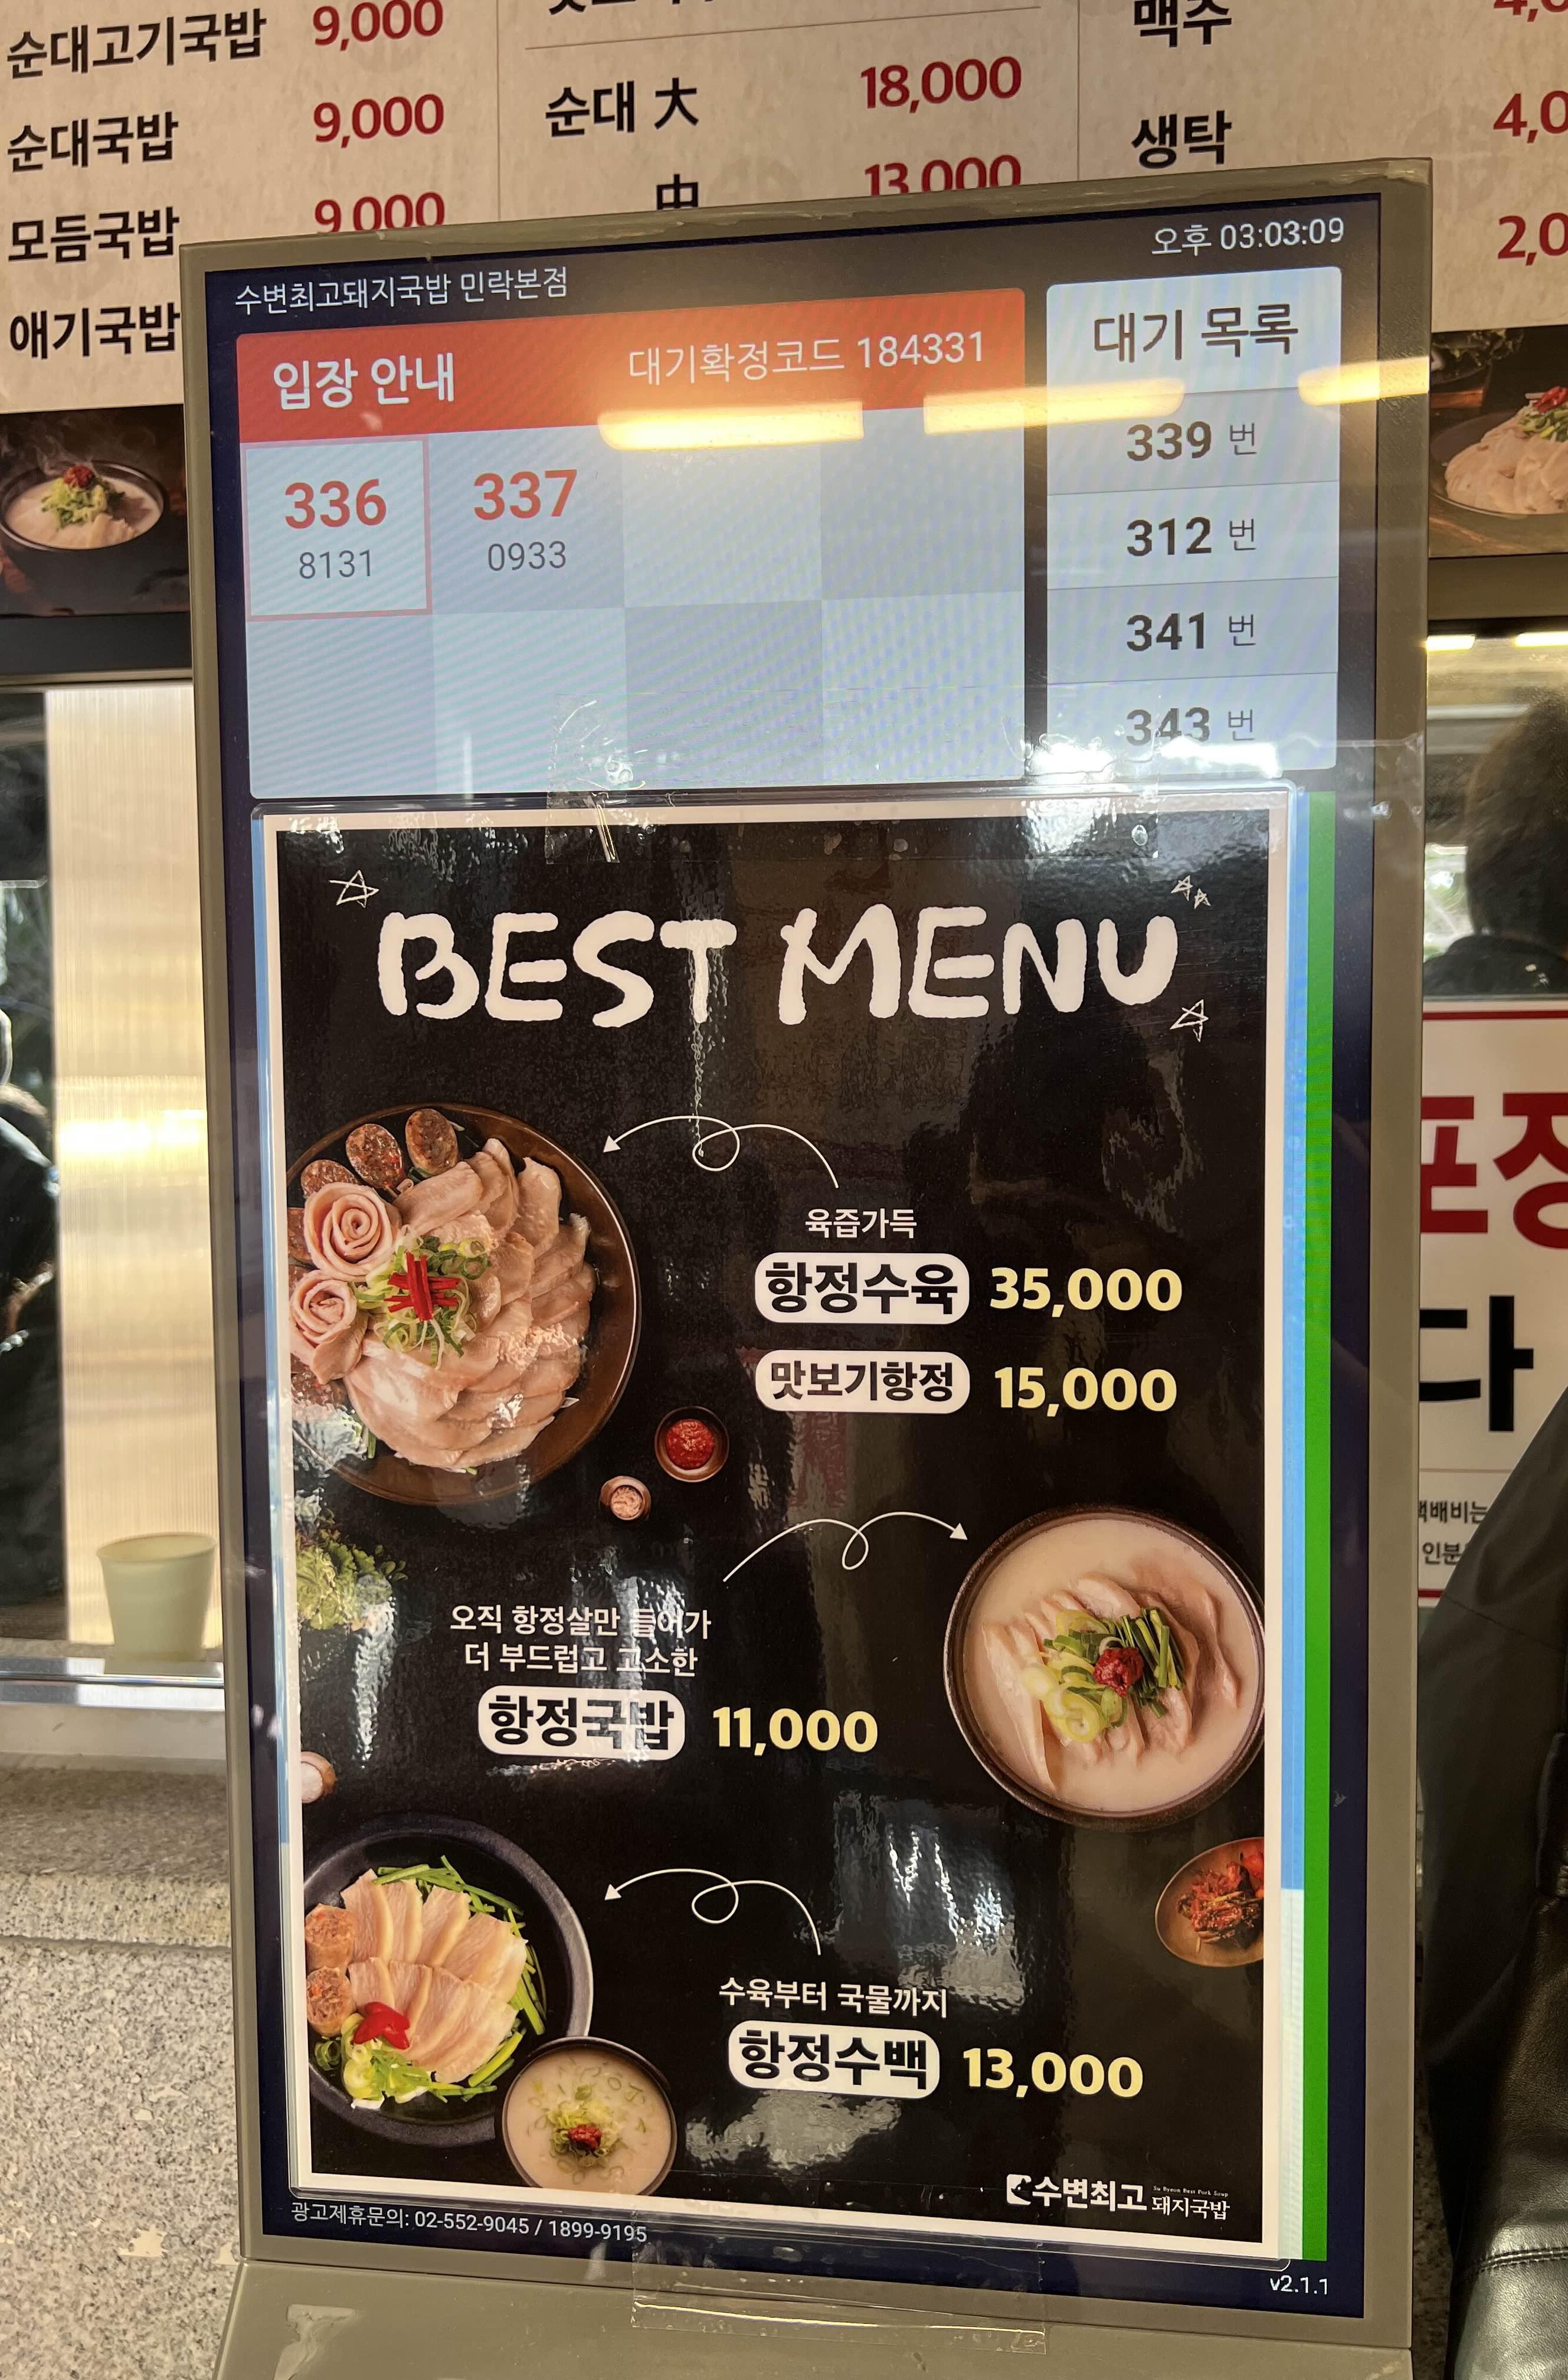 순대고기국밥 9,000
순대국밥 9,000
모듬국밥 9,000
애기국밥
순대 大 18,000
中 13,000
맥주
생탁
수변최고돼지국밥 민락본점
오후 03:03:09
입장 안내
대기확정코드 184331
336
8131
337
0933
대기 목록
339 번
312 번
341 번
343 번
BEST MENU
육즙가득
항정수육 35,000
맛보기항정 15,000
오직 항정살만 들어가
더 부드럽고 고소한
항정국밥 11,000
수육부터 국물까지
항정수백 13,000
수변최고 돼지국밥
Su Byeon Best Pork Soup
광고제휴문의: 02-552-9045 / 1899-9195
v2.1.1
다